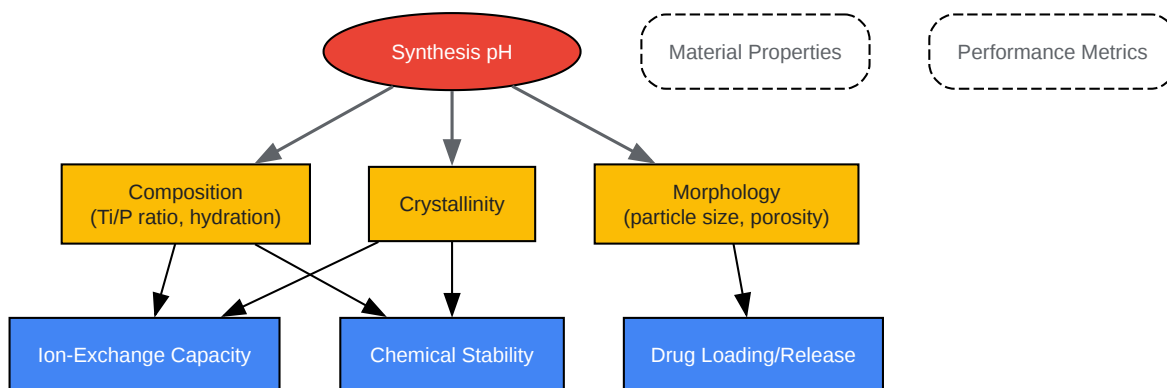 Synthesis pH
Material Properties
Performance Metrics
Composition
(Ti/P ratio, hydration)
Crystallinity
Morphology
(particle size, porosity)
Ion-Exchange Capacity
Chemical Stability
Drug Loading/Release